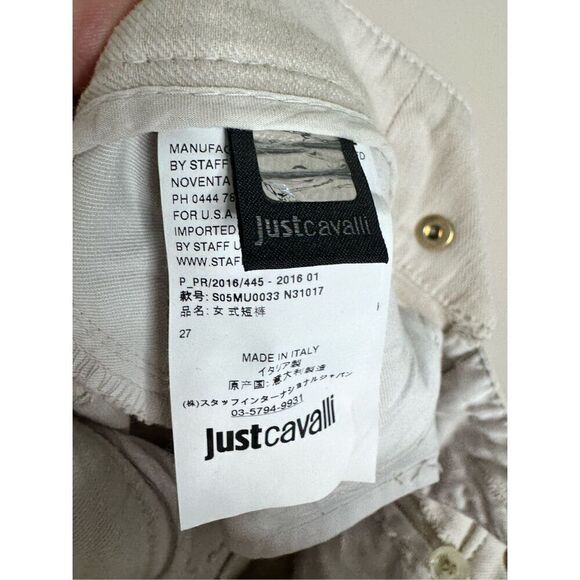 MANUFAC
BY STAFF
NOVENTA
PH 0444 78
FOR U.S.A.
IMPORTED
BY STAFF U
WWW.STAF
Justcavalli
P_PR/2016/445 - 2016 01
款号: S05MU0033 N31017
品名: 女式短裤
27
MADE IN ITALY
イタリア製
原产国: 意大利製造
(株)スタッフインターナショナルジャパン
03-5794-9931
Justcavalli